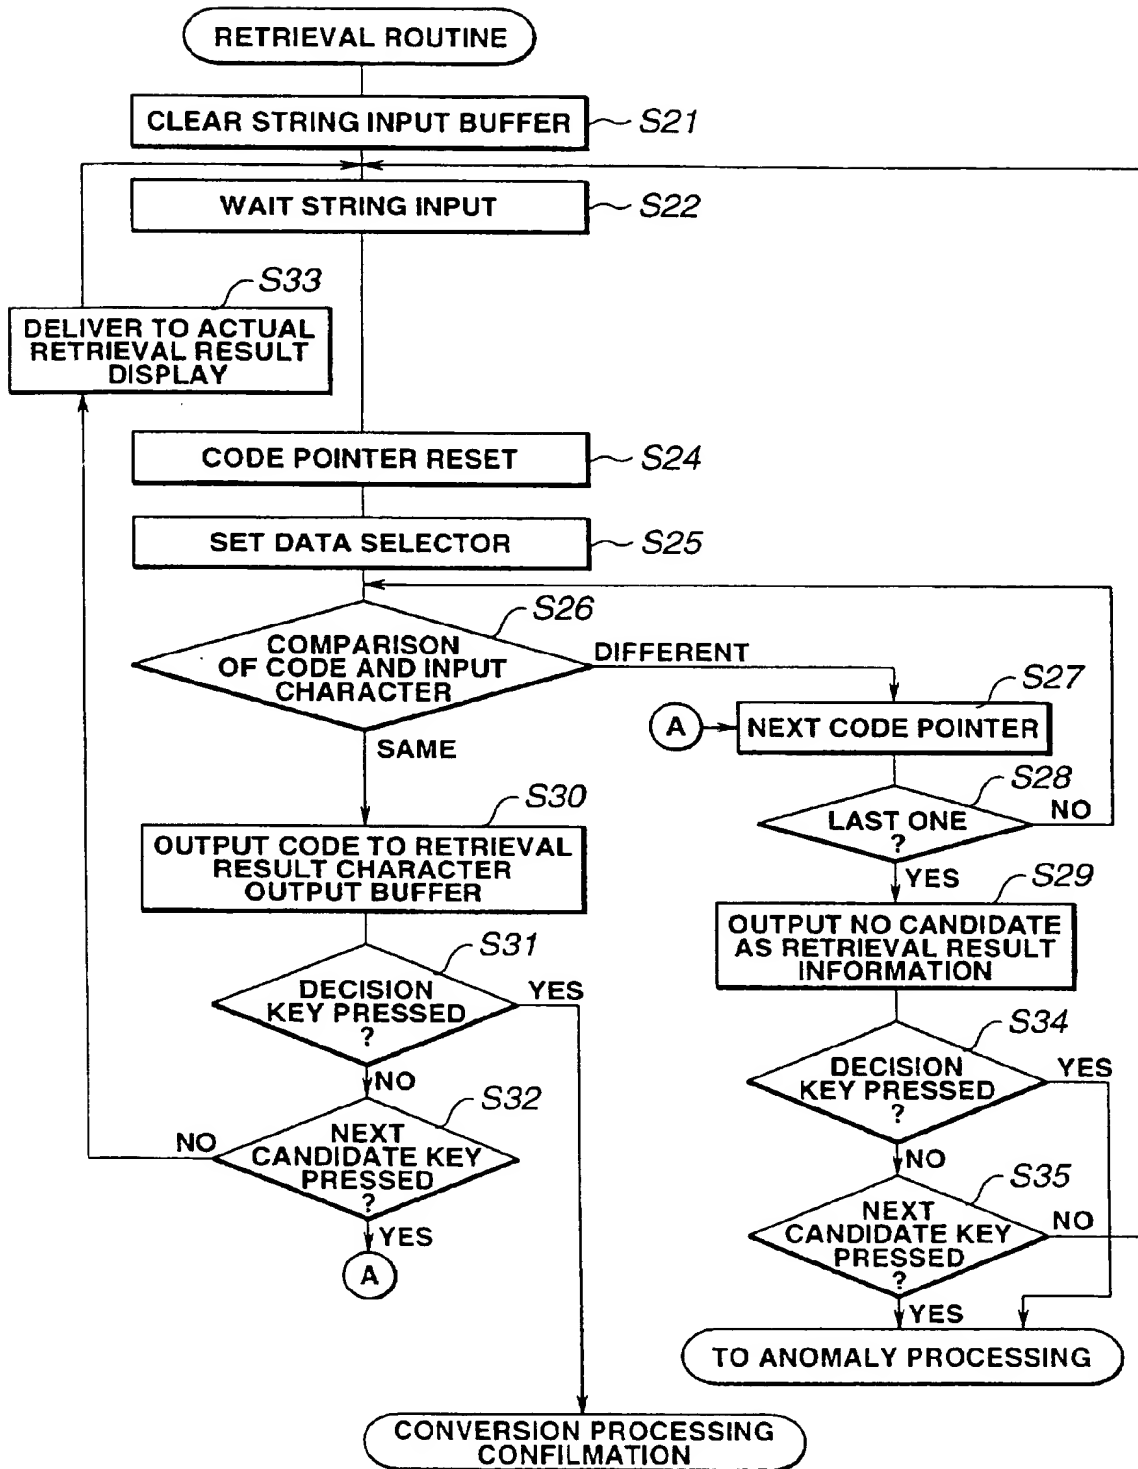 RETRIEVAL ROUTINE
CLEAR STRING INPUT BUFFER
S21
WAIT STRING INPUT
S22
S33
DELIVER TO ACTUAL
RETRIEVAL RESULT
DISPLAY
CODE POINTER RESET
S24
SET DATA SELECTOR
S25
S26
COMPARISON
OF CODE AND INPUT
CHARACTER
DIFFERENT
SAME
S27
A
NEXT CODE POINTER
S28
LAST ONE
?
NO
YES
S30
OUTPUT CODE TO RETRIEVAL
RESULT CHARACTER
OUTPUT BUFFER
S29
OUTPUT NO CANDIDATE
AS RETRIEVAL RESULT
INFORMATION
S31
DECISION
KEY PRESSED
?
YES
NO
S34
DECISION
KEY PRESSED
?
YES
NO
S32
NEXT
CANDIDATE KEY
PRESSED
?
NO
YES
A
S35
NEXT
CANDIDATE KEY
PRESSED
?
NO
YES
TO ANOMALY PROCESSING
CONVERSION PROCESSING
CONFILMATION